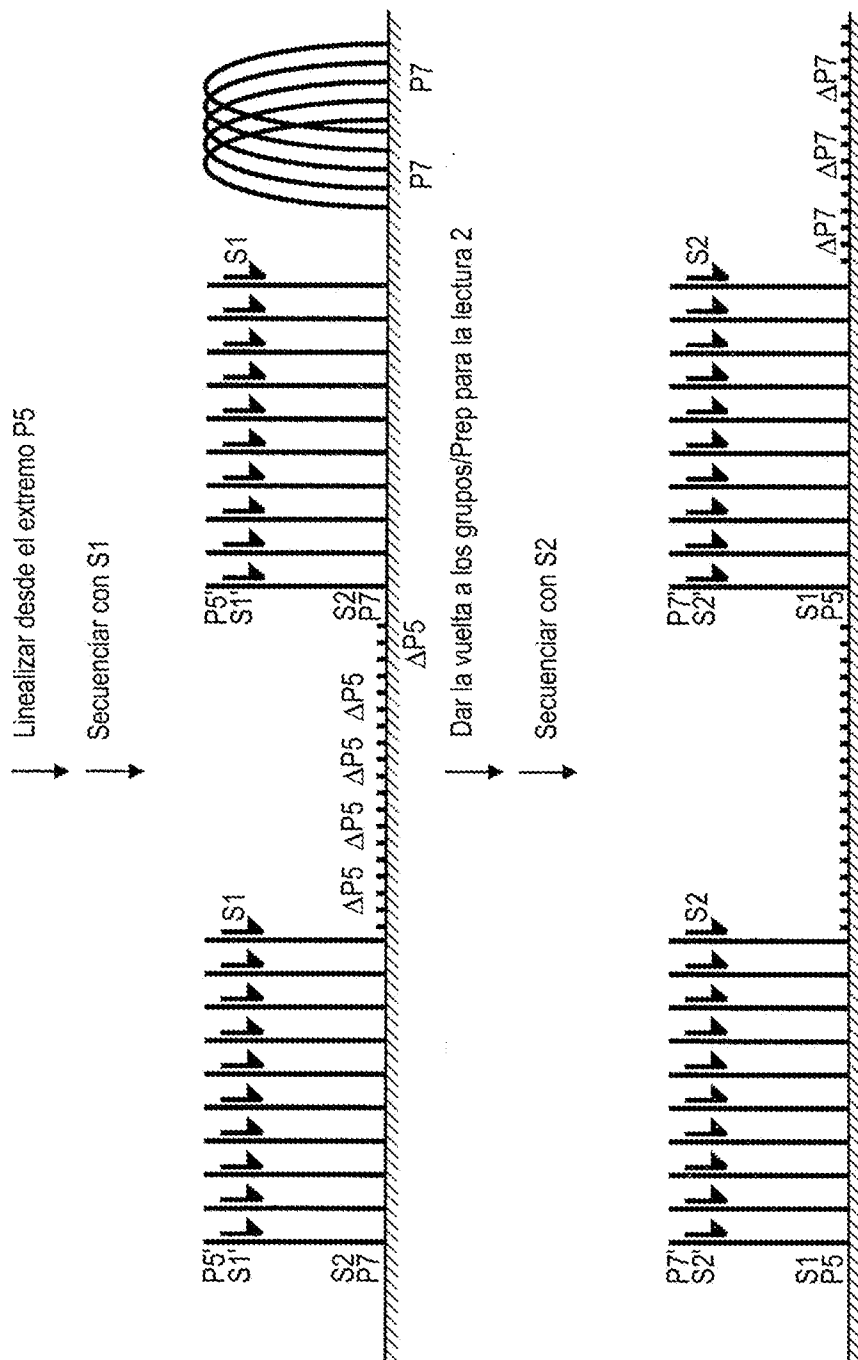 Linealizar desde el extremo P5
Secuenciar con S1
P5'
S1'
S1
S2
P7
ΔP5 ΔP5 ΔP5 ΔP5
ΔP5
P5'
S1'
S1
S2
P7
P7 P7
Dar la vuelta a los grupos/Prep para la lectura 2
Secuenciar con S2
P7'
S2'
S2
S1
P5
P7'
S2'
S2
S1
P5
ΔP7 ΔP7 ΔP7